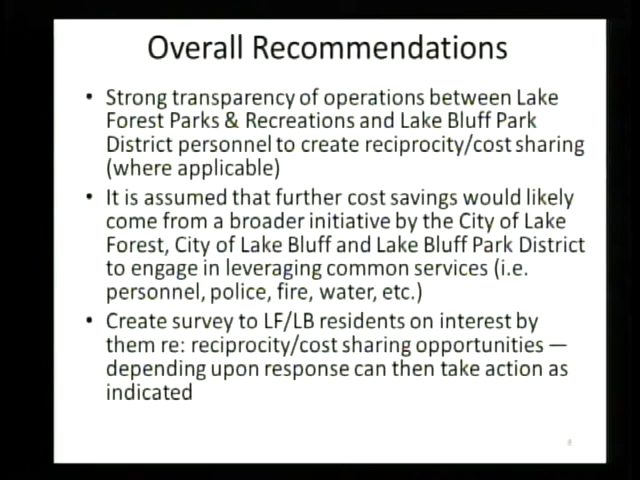 Overall Recommendations
• Strong transparency of operations between Lake
Forest Parks & Recreations and Lake Bluff Park
District personnel to create reciprocity/cost sharing
(where applicable)
• It is assumed that further cost savings would likely
come from a broader initiative by the City of Lake
Forest, City of Lake Bluff and Lake Bluff Park District
to engage in leveraging common services (i.e.
personnel, police, fire, water, etc.)
• Create survey to LF/LB residents on interest by
them re: reciprocity/cost sharing opportunities —
depending upon response can then take action as
indicated